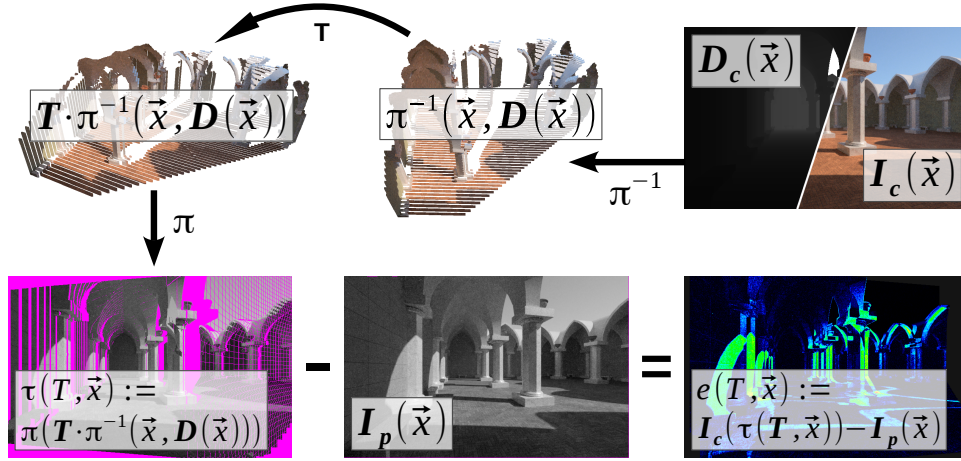 T
T·π⁻¹(x⃗, D(x⃗))
π⁻¹(x⃗, D(x⃗))
D_c(x⃗)
I_c(x⃗)
π⁻¹
π
τ(T, x⃗) :=
π(T·π⁻¹(x⃗, D(x⃗)))
−
I_p(x⃗)
=
e(T, x⃗) :=
I_c(τ(T, x⃗))−I_p(x⃗)